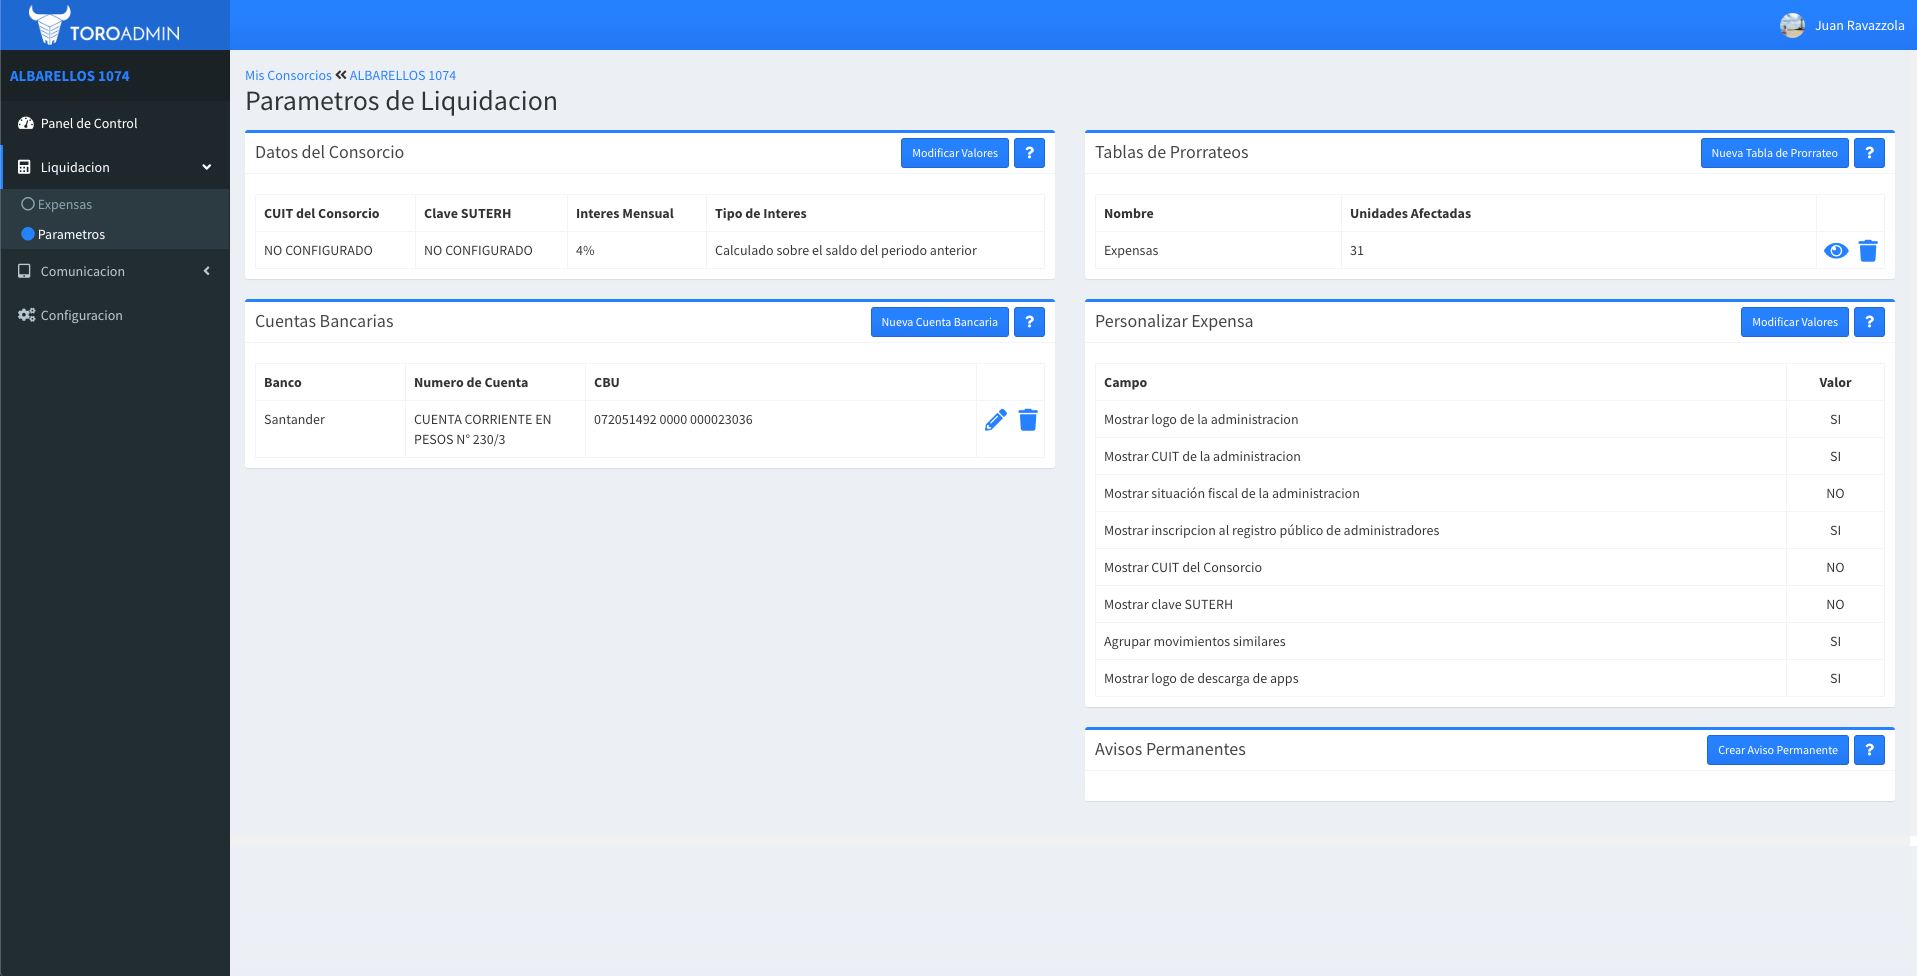 TOROADMIN
Juan Ravazzola
ALBARELLOS 1074
Panel de Control
Liquidacion
Expensas
Parametros
Comunicacion
Configuracion
Mis Consorcios « ALBARELLOS 1074
Parametros de Liquidacion
Datos del Consorcio
Modificar Valores
?
CUIT del Consorcio Clave SUTERH Interes Mensual Tipo de Interes
NO CONFIGURADO NO CONFIGURADO 4% Calculado sobre el saldo del periodo anterior
Cuentas Bancarias
Nueva Cuenta Bancaria
?
Banco Numero de Cuenta CBU
Santander CUENTA CORRIENTE EN 072051492 0000 000023036
PESOS N° 230/3
Tablas de Prorrateos
Nueva Tabla de Prorrateo
?
Nombre Unidades Afectadas
Expensas 31
Personalizar Expensa
Modificar Valores
?
Campo Valor
Mostrar logo de la administracion SI
Mostrar CUIT de la administracion SI
Mostrar situación fiscal de la administracion NO
Mostrar inscripcion al registro público de administradores SI
Mostrar CUIT del Consorcio NO
Mostrar clave SUTERH NO
Agrupar movimientos similares SI
Mostrar logo de descarga de apps SI
Avisos Permanentes
Crear Aviso Permanente
?